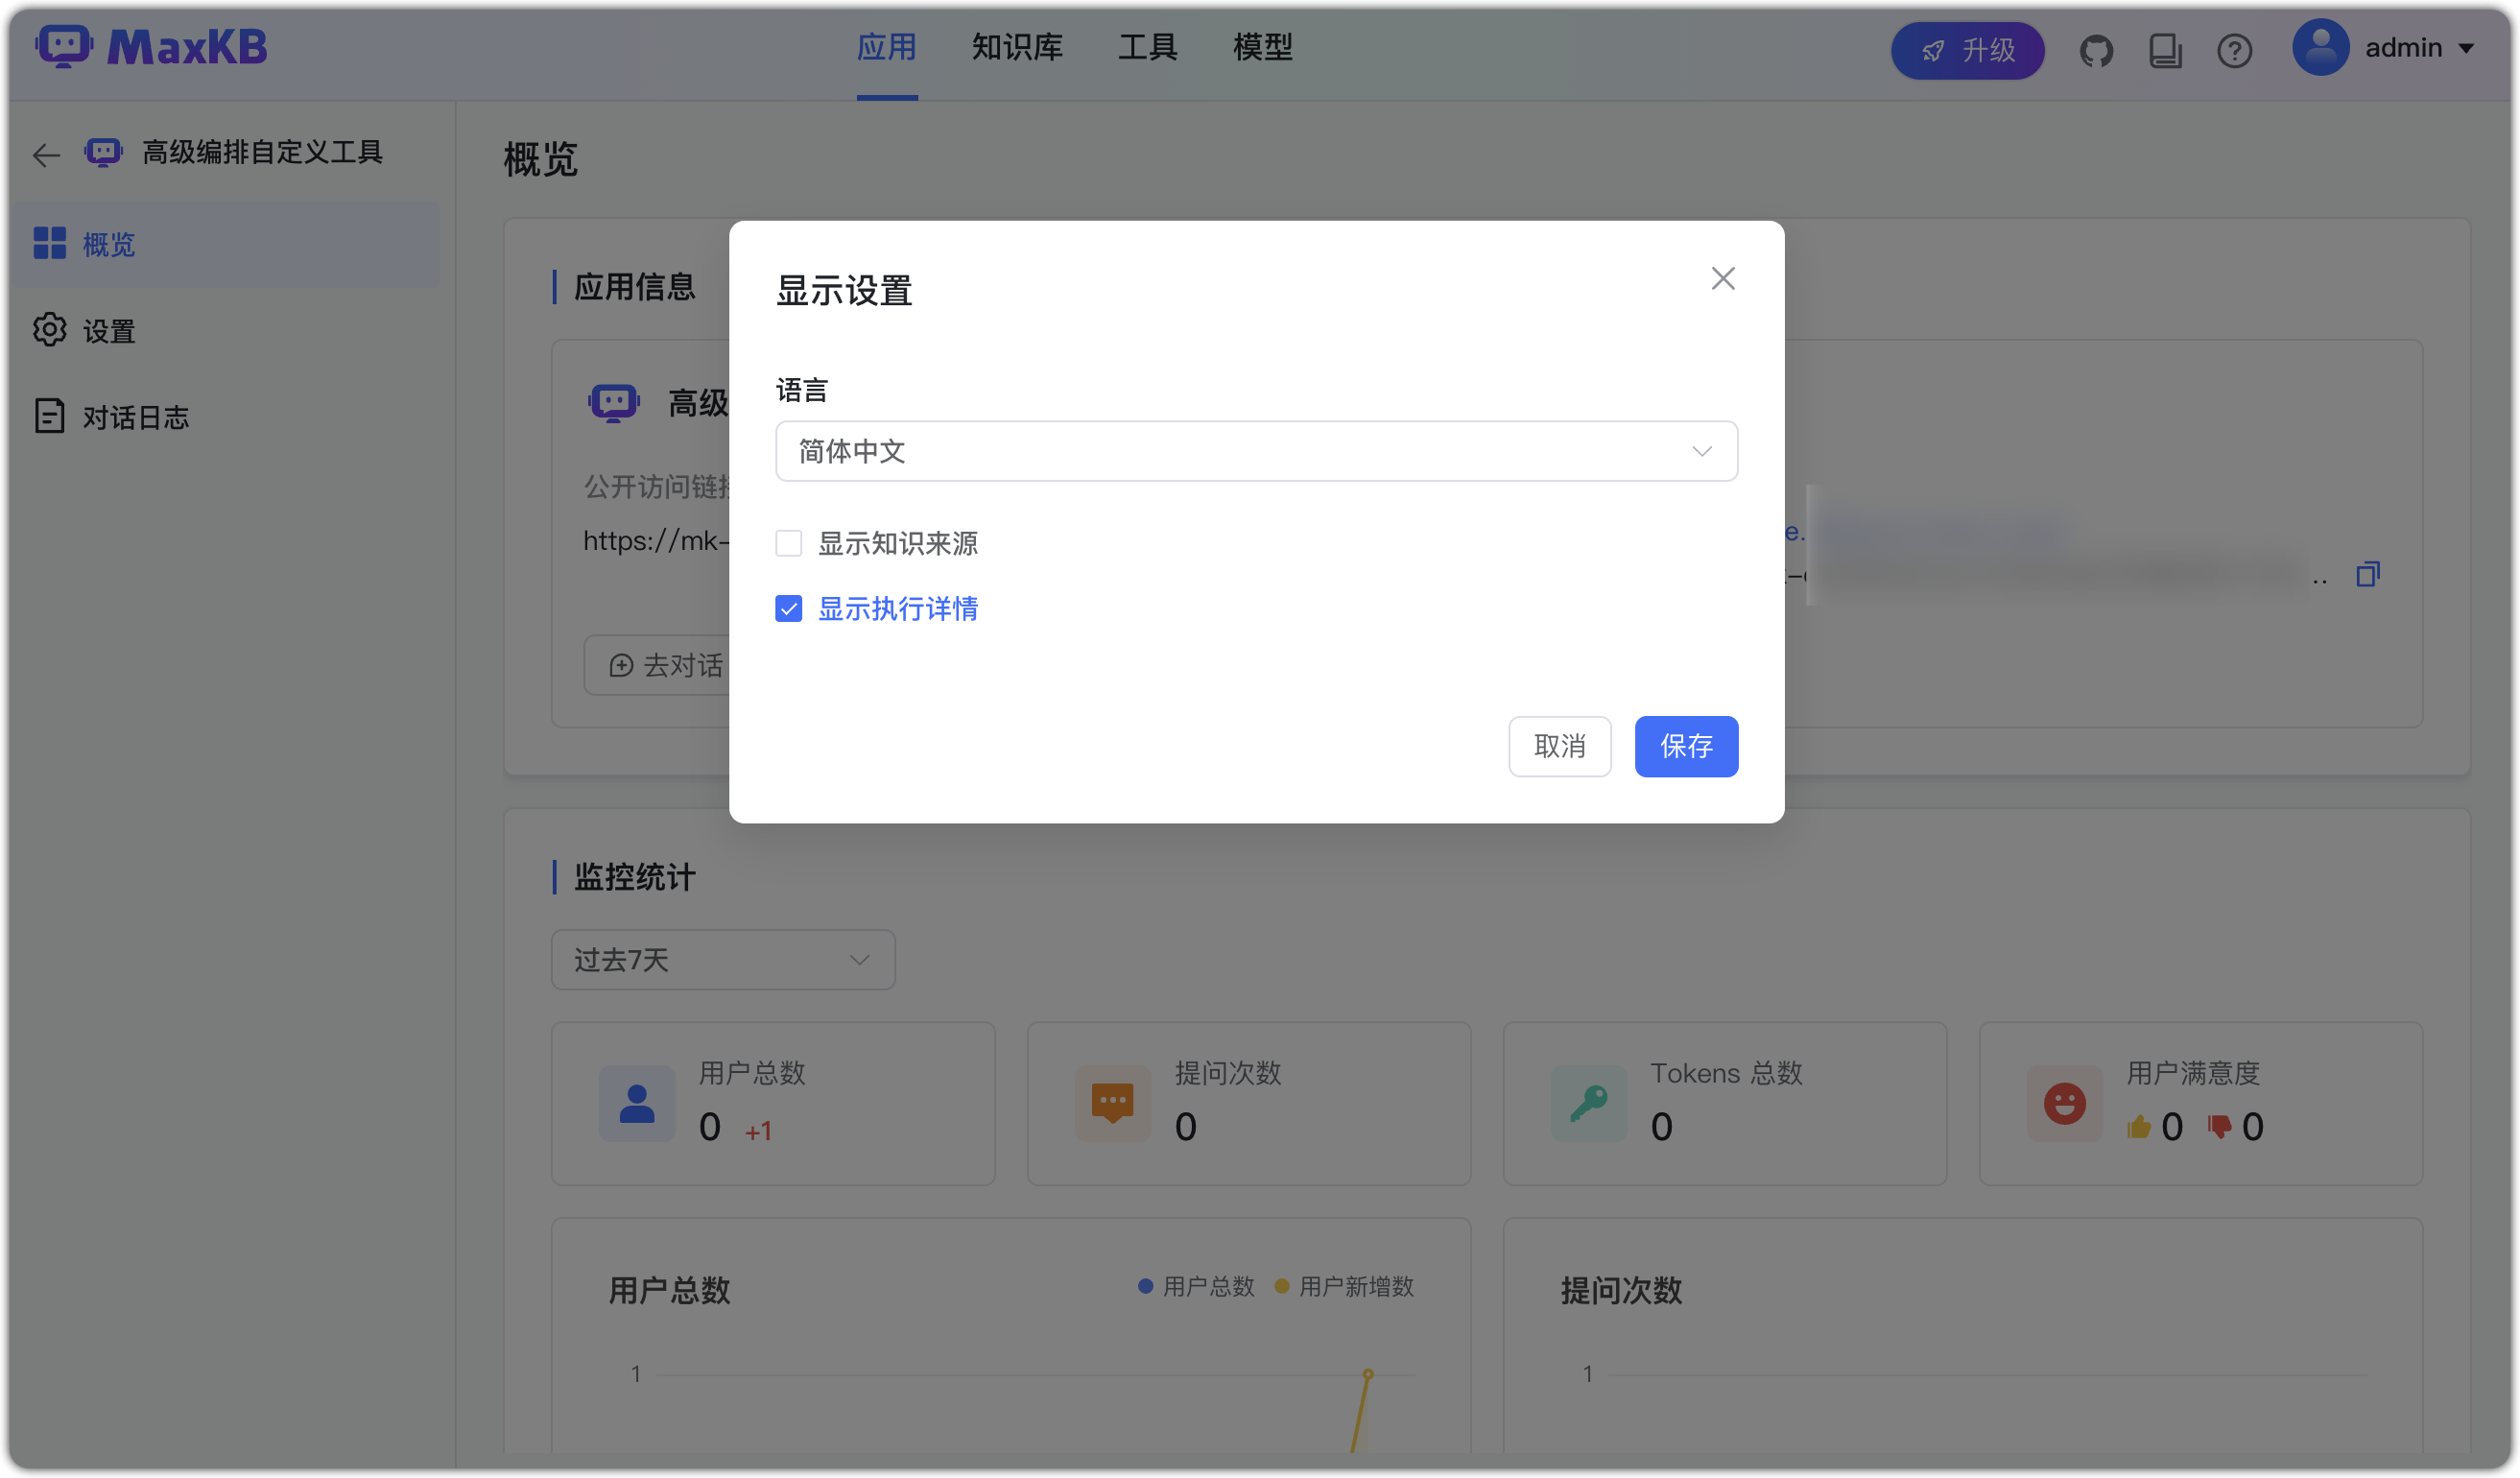 MaxKB
应用 知识库 工具 模型
升级
admin
高级编排自定义工具
概览
设置
对话日志
概览
应用信息
高级
公开访问链
https://mk-
去对话
e.
..
显示设置
语言
简体中文
显示知识来源
显示执行详情
取消
保存
监控统计
过去7天
用户总数
0 +1
提问次数
0
Tokens 总数
0
用户满意度
0 0
用户总数
用户总数 用户新增数
1
提问次数
1